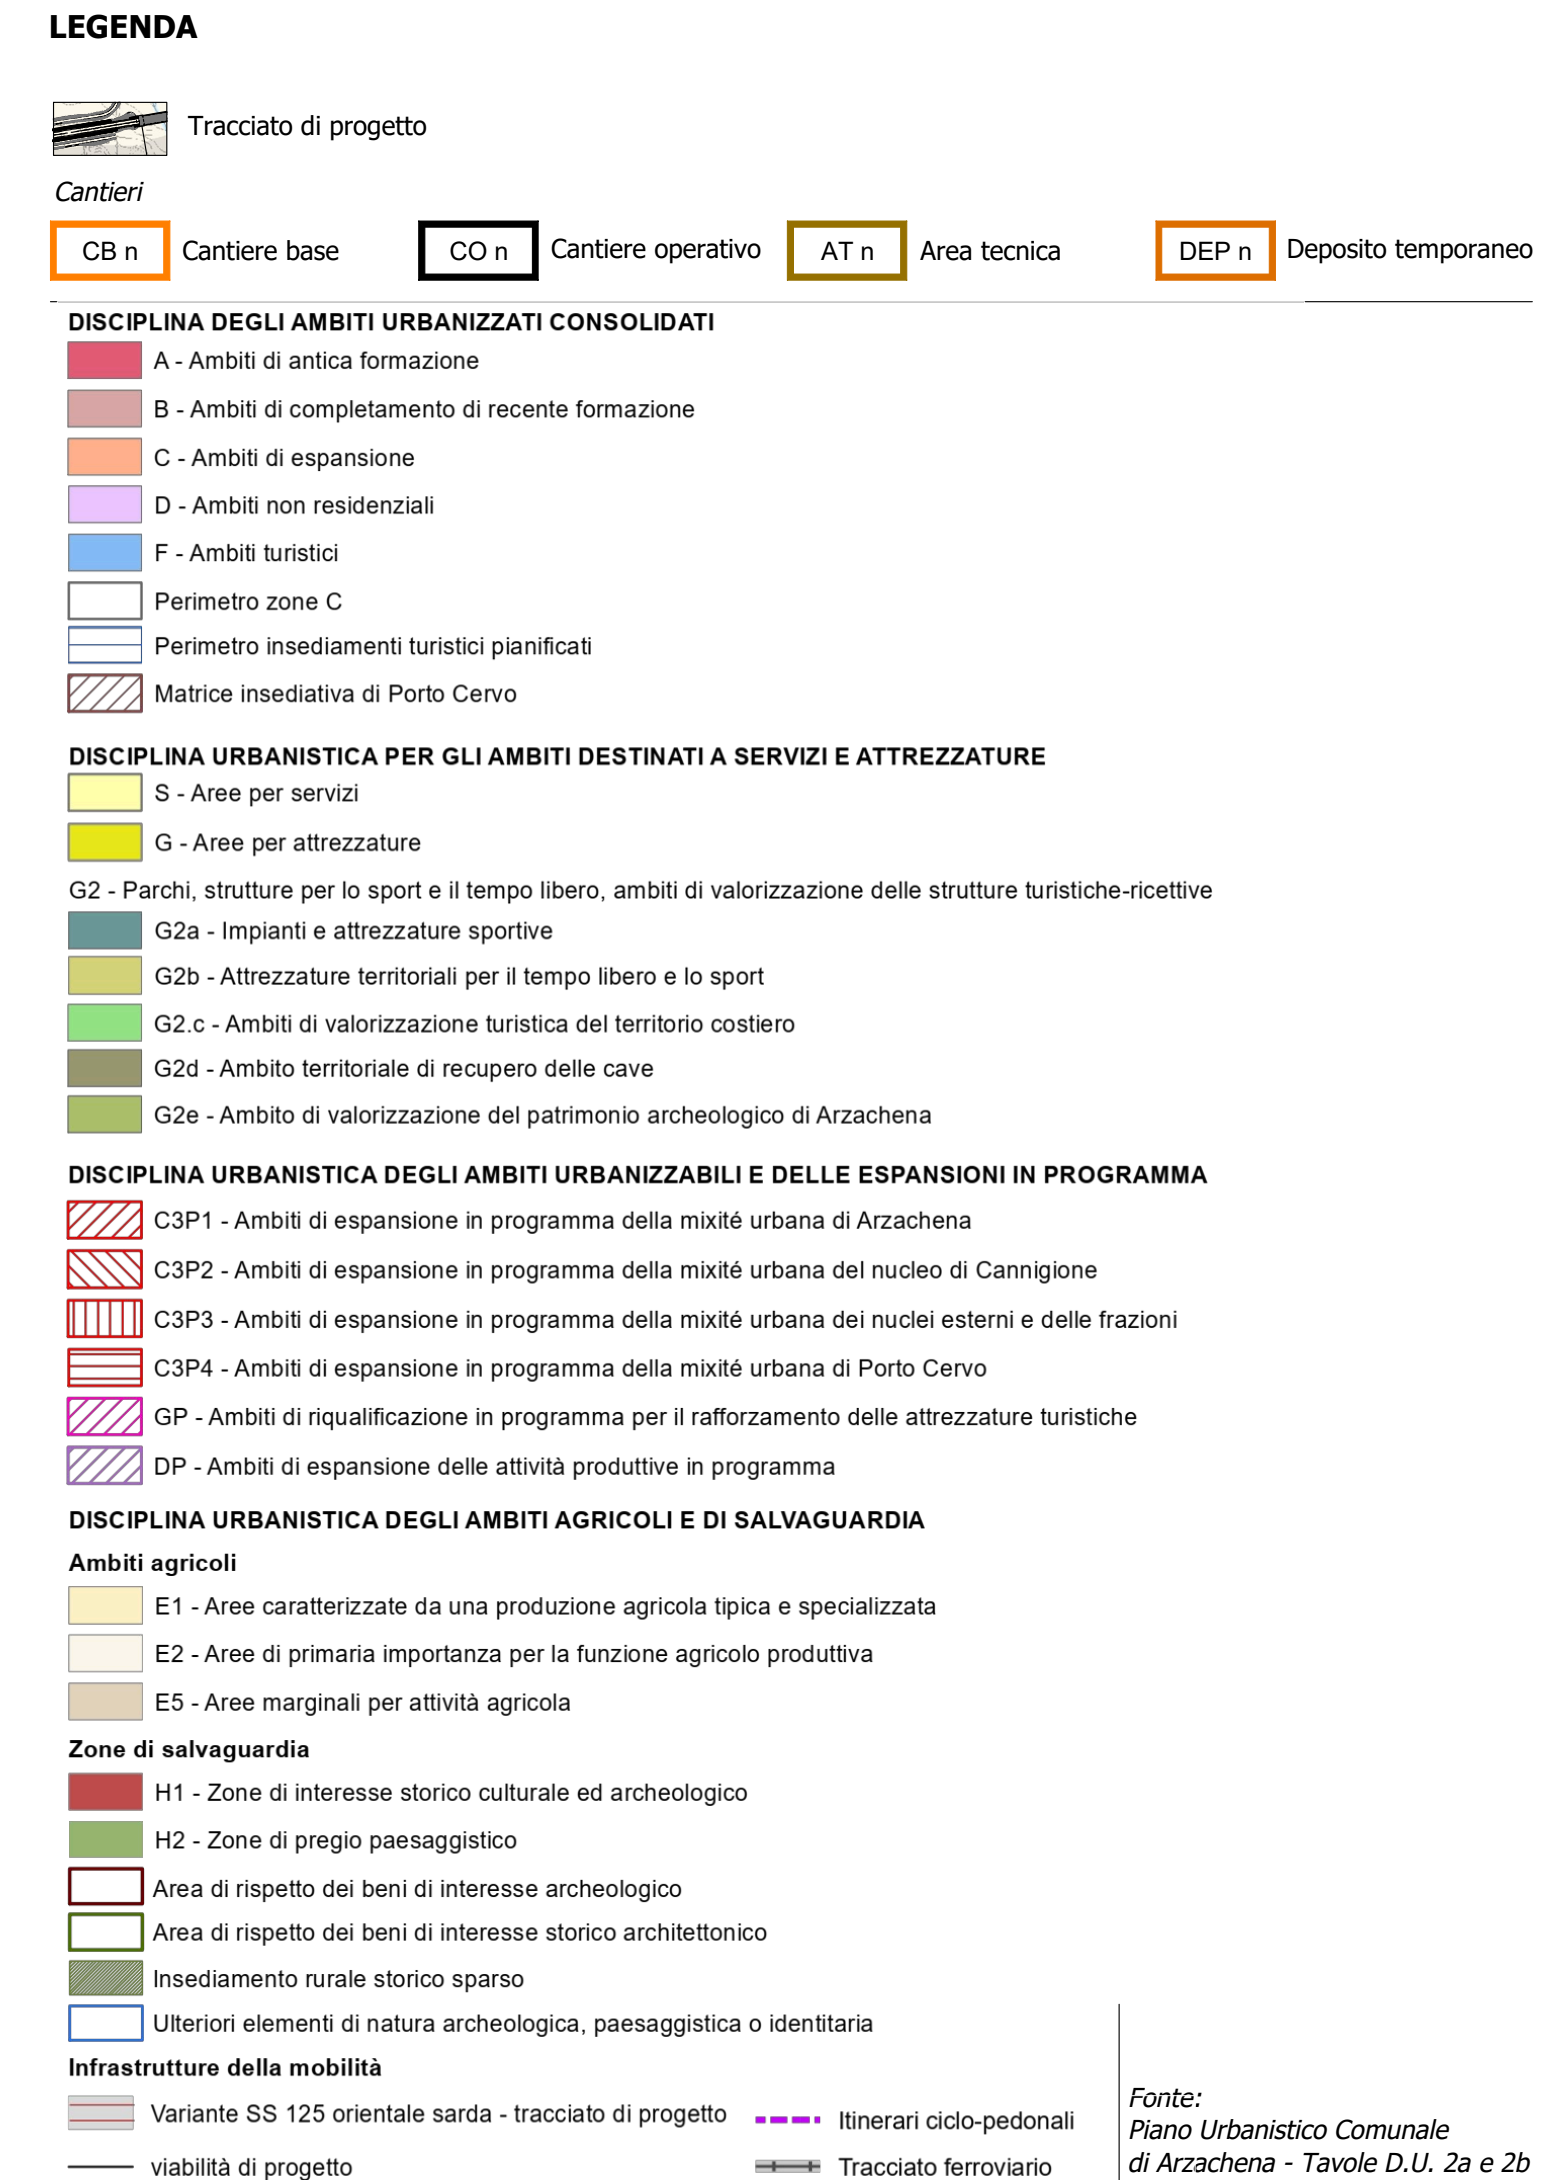 LEGENDA
Tracciato di progetto
Cantieri
CB n Cantiere base CO n Cantiere operativo AT n Area tecnica DEP n Deposito temporaneo
DISCIPLINA DEGLI AMBITI URBANIZZATI CONSOLIDATI
A - Ambiti di antica formazione
B - Ambiti di completamento di recente formazione
C - Ambiti di espansione
D - Ambiti non residenziali
F - Ambiti turistici
Perimetro zone C
Perimetro insediamenti turistici pianificati
Matrice insediativa di Porto Cervo
DISCIPLINA URBANISTICA PER GLI AMBITI DESTINATI A SERVIZI E ATTREZZATURE
S - Aree per servizi
G - Aree per attrezzature
G2 - Parchi, strutture per lo sport e il tempo libero, ambiti di valorizzazione delle strutture turistiche-ricettive
G2a - Impianti e attrezzature sportive
G2b - Attrezzature territoriali per il tempo libero e lo sport
G2.c - Ambiti di valorizzazione turistica del territorio costiero
G2d - Ambito territoriale di recupero delle cave
G2e - Ambito di valorizzazione del patrimonio archeologico di Arzachena
DISCIPLINA URBANISTICA DEGLI AMBITI URBANIZZABILI E DELLE ESPANSIONI IN PROGRAMMA
C3P1 - Ambiti di espansione in programma della mixité urbana di Arzachena
C3P2 - Ambiti di espansione in programma della mixité urbana del nucleo di Cannigione
C3P3 - Ambiti di espansione in programma della mixité urbana dei nuclei esterni e delle frazioni
C3P4 - Ambiti di espansione in programma della mixité urbana di Porto Cervo
GP - Ambiti di riqualificazione in programma per il rafforzamento delle attrezzature turistiche
DP - Ambiti di espansione delle attività produttive in programma
DISCIPLINA URBANISTICA DEGLI AMBITI AGRICOLI E DI SALVAGUARDIA
Ambiti agricoli
E1 - Aree caratterizzate da una produzione agricola tipica e specializzata
E2 - Aree di primaria importanza per la funzione agricolo produttiva
E5 - Aree marginali per attività agricola
Zone di salvaguardia
H1 - Zone di interesse storico culturale ed archeologico
H2 - Zone di pregio paesaggistico
Area di rispetto dei beni di interesse archeologico
Area di rispetto dei beni di interesse storico architettonico
Insediamento rurale storico sparso
Ulteriori elementi di natura archeologica, paesaggistica o identitaria
Infrastrutture della mobilità
Variante SS 125 orientale sarda - tracciato di progetto
viabilità di progetto
Itinerari ciclo-pedonali
Tracciato ferroviario
Fonte:
Piano Urbanistico Comunale
di Arzachena - Tavole D.U. 2a e 2b